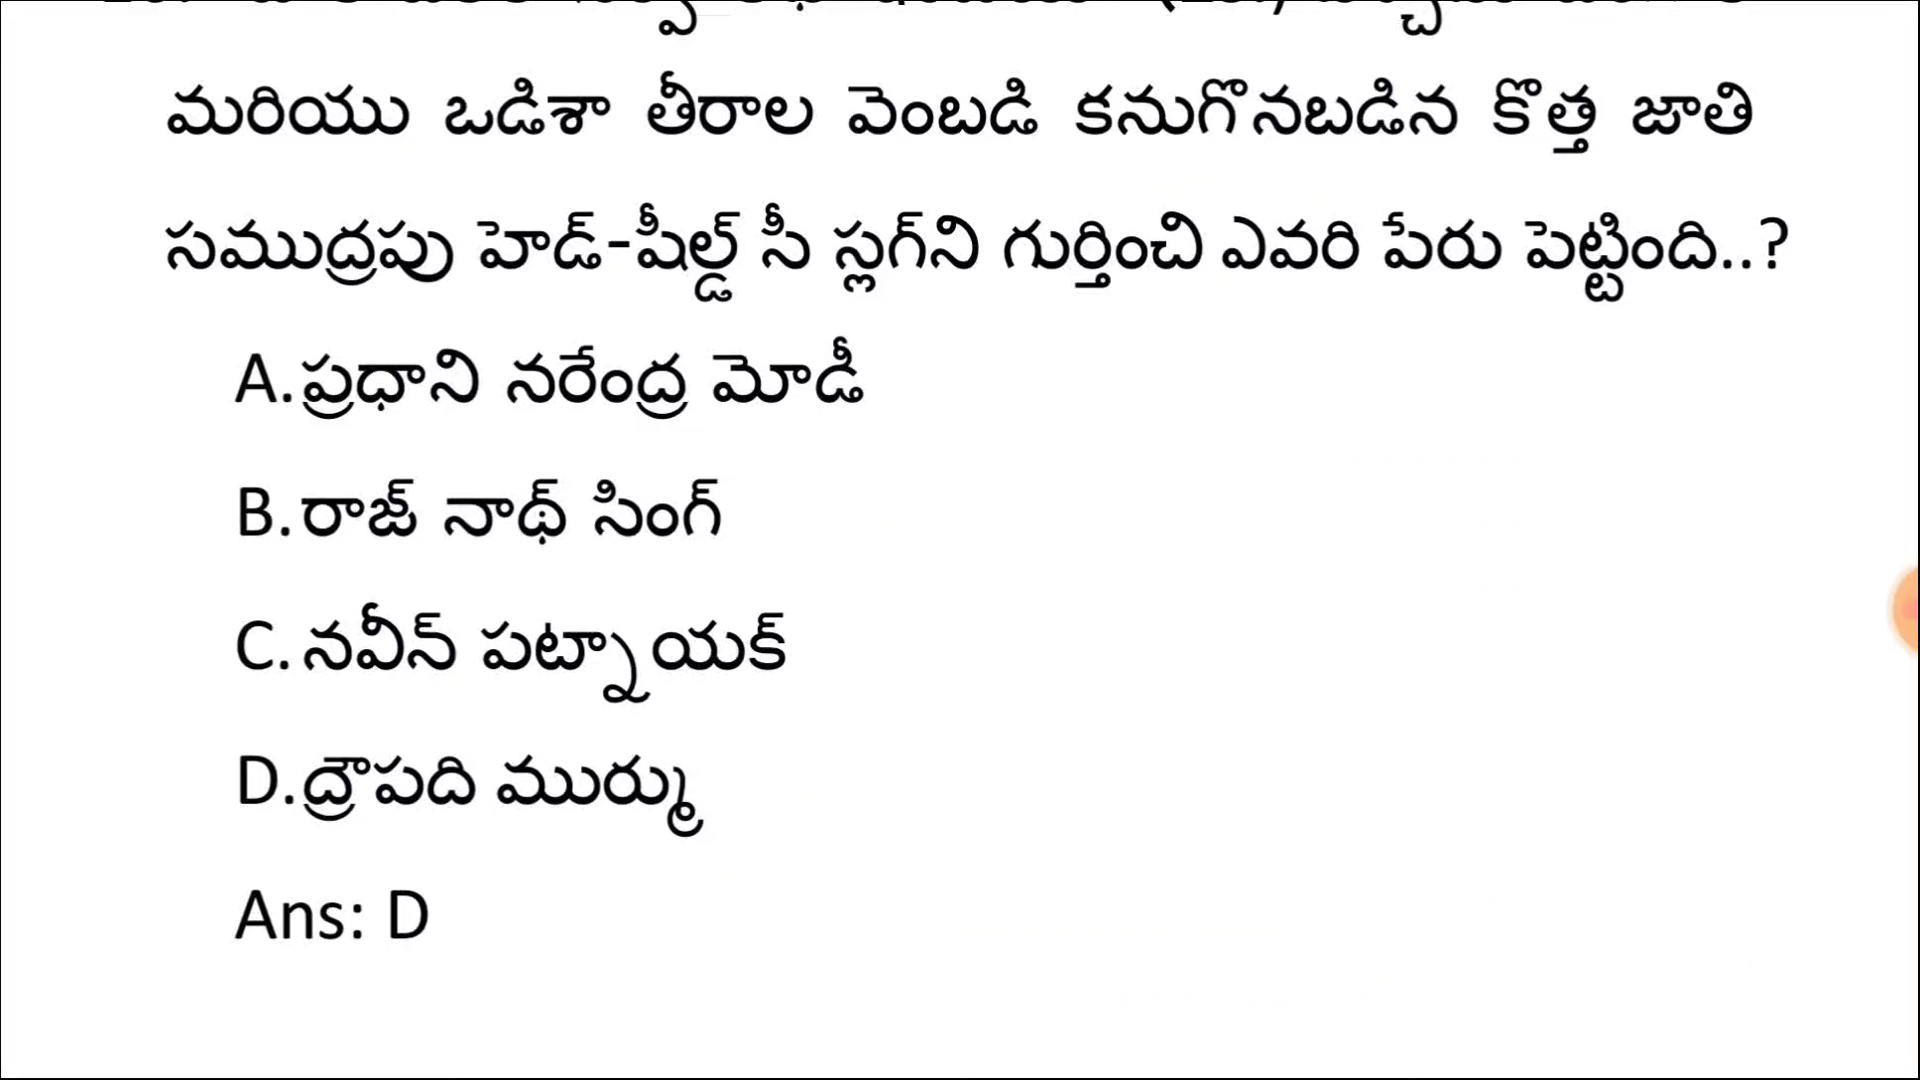 మరియు ఒడిశా తీరాల వెంబడి కనుగొనబడిన కొత్త జాతి
సముద్రపు హెడ్-షీల్డ్ సీ స్లగ్‌ని గుర్తించి ఎవరి పేరు పెట్టింది..?
A.ప్రధాని నరేంద్ర మోడీ
B.రాజ్ నాథ్ సింగ్
C.నవీన్ పట్నాయక్
D.ద్రౌపది ముర్ము
Ans: D